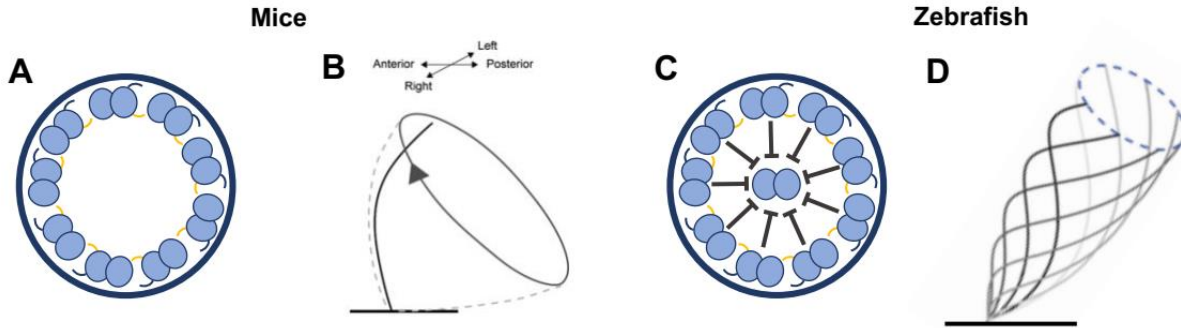 Mice
Zebrafish
A
B
Left
Anterior
Posterior
Right
C
D